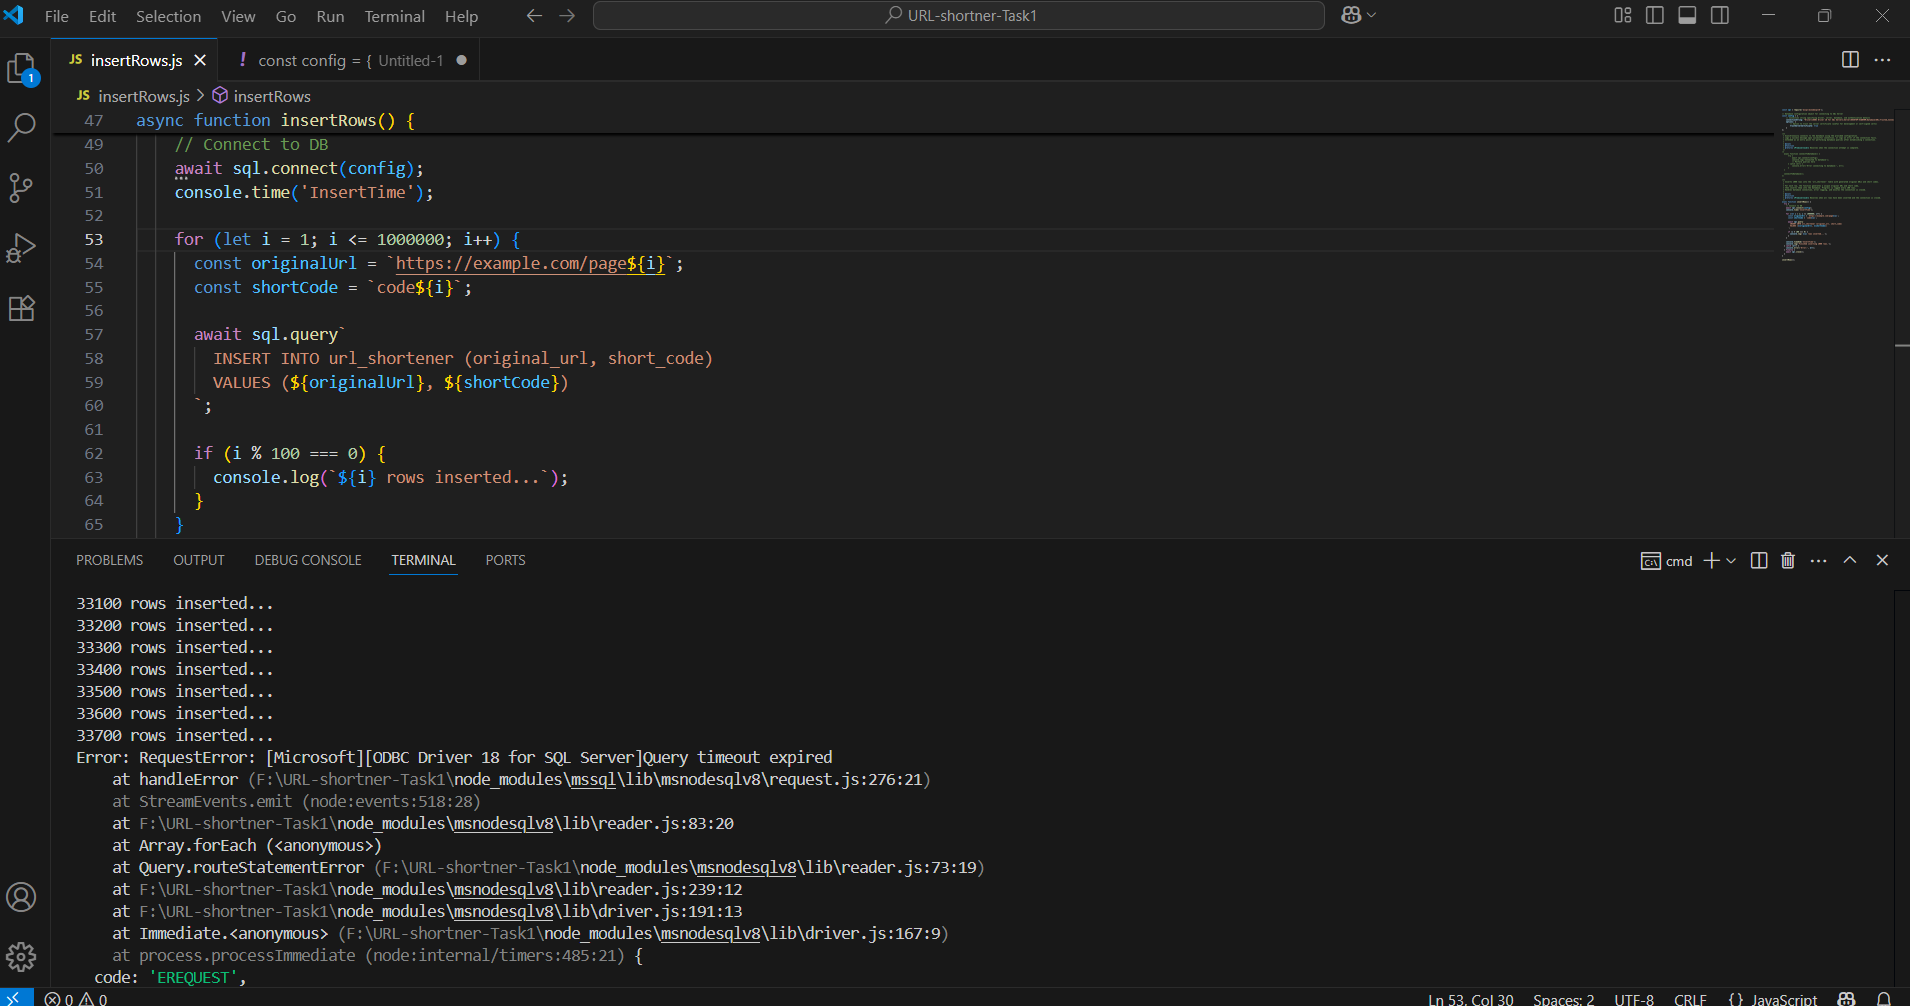 File Edit Selection View Go Run Terminal Help
URL-shortner-Task1
JS insertRows.js
! const config = { Untitled-1
JS insertRows.js > insertRows
47 async function insertRows() {
49 // Connect to DB
50 await sql.connect(config);
51 console.time('InsertTime');
52
53 for (let i = 1; i <= 1000000; i++) {
54 const originalUrl = `https://example.com/page${i}`;
55 const shortCode = `code${i}`;
56
57 await sql.query`
58 INSERT INTO url_shortener (original_url, short_code)
59 VALUES (${originalUrl}, ${shortCode})
60 `;
61
62 if (i % 100 === 0) {
63 console.log(`${i} rows inserted...`);
64 }
65 }
1
PROBLEMS OUTPUT DEBUG CONSOLE TERMINAL PORTS
cmd
33100 rows inserted...
33200 rows inserted...
33300 rows inserted...
33400 rows inserted...
33500 rows inserted...
33600 rows inserted...
33700 rows inserted...
Error: RequestError: [Microsoft][ODBC Driver 18 for SQL Server]Query timeout expired
at handleError (F:\URL-shortner-Task1\node_modules\mssql\lib\msnodesqlv8\request.js:276:21)
at StreamEvents.emit (node:events:518:28)
at F:\URL-shortner-Task1\node_modules\msnodesqlv8\lib\reader.js:83:20
at Array.forEach (<anonymous>)
at Query.routeStatementError (F:\URL-shortner-Task1\node_modules\msnodesqlv8\lib\reader.js:73:19)
at F:\URL-shortner-Task1\node_modules\msnodesqlv8\lib\reader.js:239:12
at F:\URL-shortner-Task1\node_modules\msnodesqlv8\lib\driver.js:191:13
at Immediate.<anonymous> (F:\URL-shortner-Task1\node_modules\msnodesqlv8\lib\driver.js:167:9)
at process.processImmediate (node:internal/timers:485:21) {
code: 'EREQUEST',
0 0
Ln 53, Col 30 Spaces: 2 UTF-8 CRLF {} JavaScript